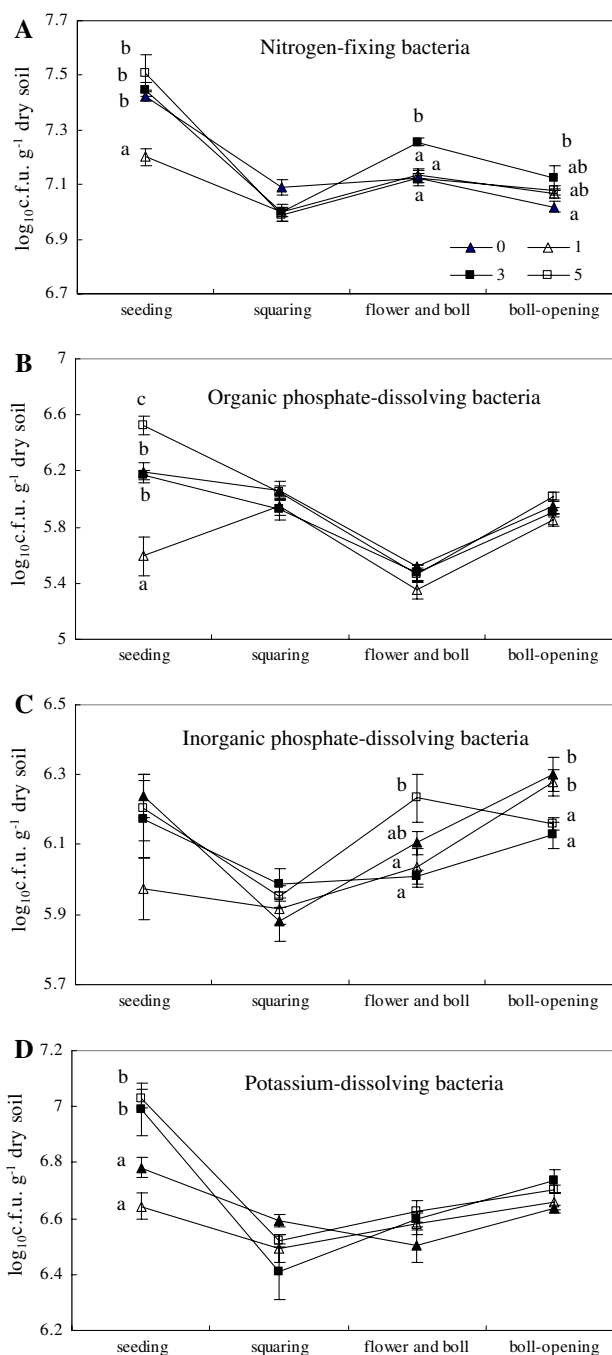 A
Nitrogen-fixing bacteria
log10c.f.u. g-1 dry soil
7.7
7.5
7.3
7.1
6.9
6.7
b
b
b
a
b
a
a
a
b
ab
ab
a
0
1
3
5
seeding squaring flower and boll boll-opening
B
Organic phosphate-dissolving bacteria
log10c.f.u. g-1 dry soil
7
6.6
6.2
5.8
5.4
5
c
b
b
a
seeding squaring flower and boll boll-opening
C
Inorganic phosphate-dissolving bacteria
log10c.f.u. g-1 dry soil
6.5
6.3
6.1
5.9
5.7
b
ab
a
a
b
b
a
a
seeding squaring flower and boll boll-opening
D
Potassium-dissolving bacteria
log10c.f.u. g-1 dry soil
7.2
7
6.8
6.6
6.4
6.2
b
b
a
a
seeding squaring flower and boll boll-opening